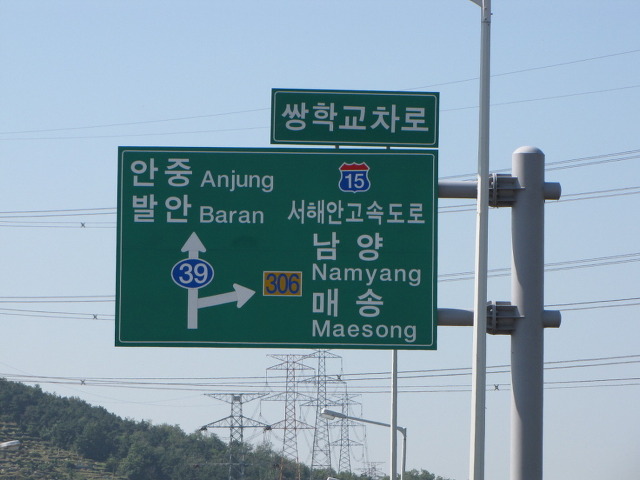 쌍학교차로
안중 Anjung
발안 Baran
39
15
서해안고속도로
306
남양
Namyang
매송
Maesong